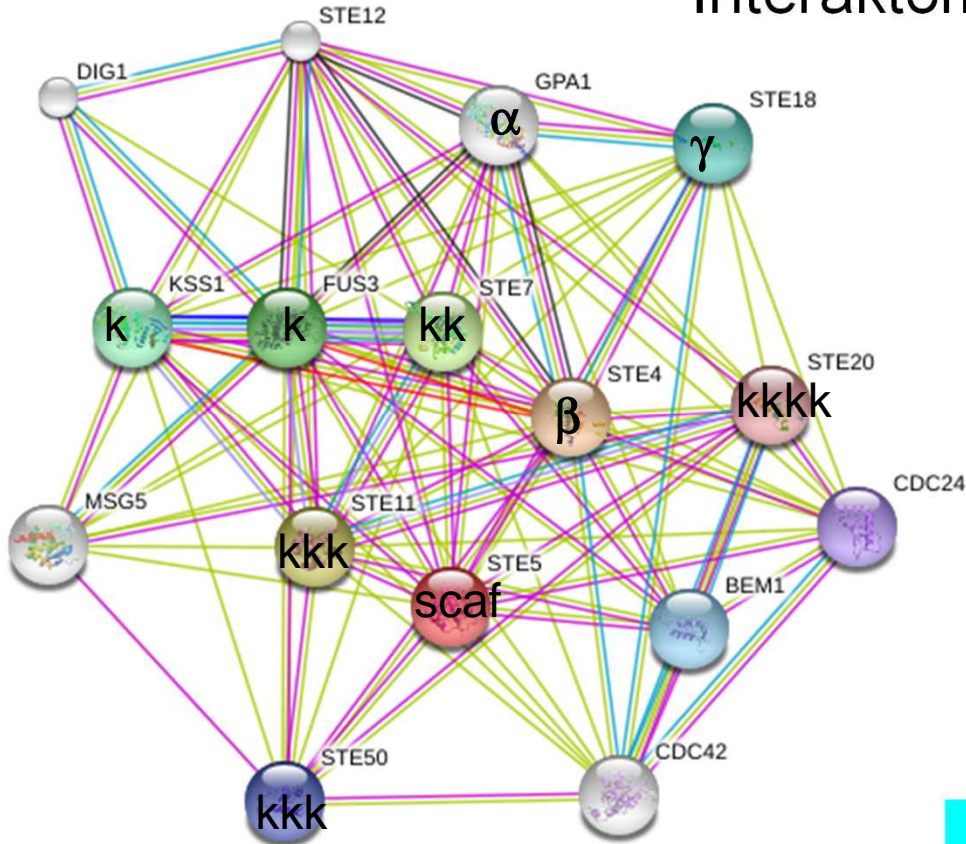 Interakton
STE12
DIG1
GPA1
α
STE18
γ
KSS1
k
FUS3
k
STE7
kk
STE4
β
STE20
kkkk
CDC24
MSG5
STE11
kkk
STE5
scaf
BEM1
STE50
kkk
CDC42